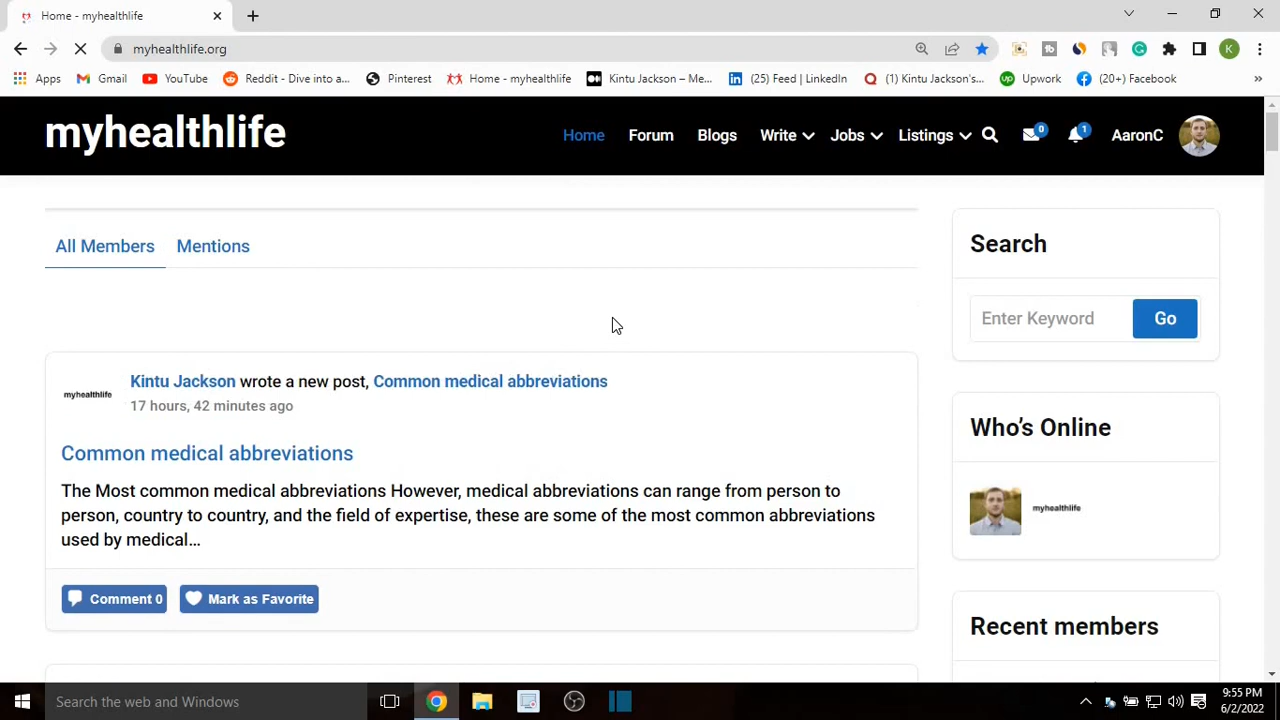 Home - myhealthlife
myhealthlife.org
Apps Gmail YouTube Reddit - Dive into a... Pinterest Home - myhealthlife Kintu Jackson – Me... (25) Feed | LinkedIn (1) Kintu Jackson's... Upwork (20+) Facebook »
K
myhealthlife
Home Forum Blogs Write Jobs Listings 0 1 AaronC
All Members Mentions
Search
Enter Keyword Go
Kintu Jackson wrote a new post, Common medical abbreviations
myhealthlife
17 hours, 42 minutes ago
Common medical abbreviations
The Most common medical abbreviations However, medical abbreviations can range from person to
person, country to country, and the field of expertise, these are some of the most common abbreviations
used by medical...
Comment 0 Mark as Favorite
Who's Online
myhealthlife
Recent members
Search the web and Windows
9:55 PM
6/2/2022